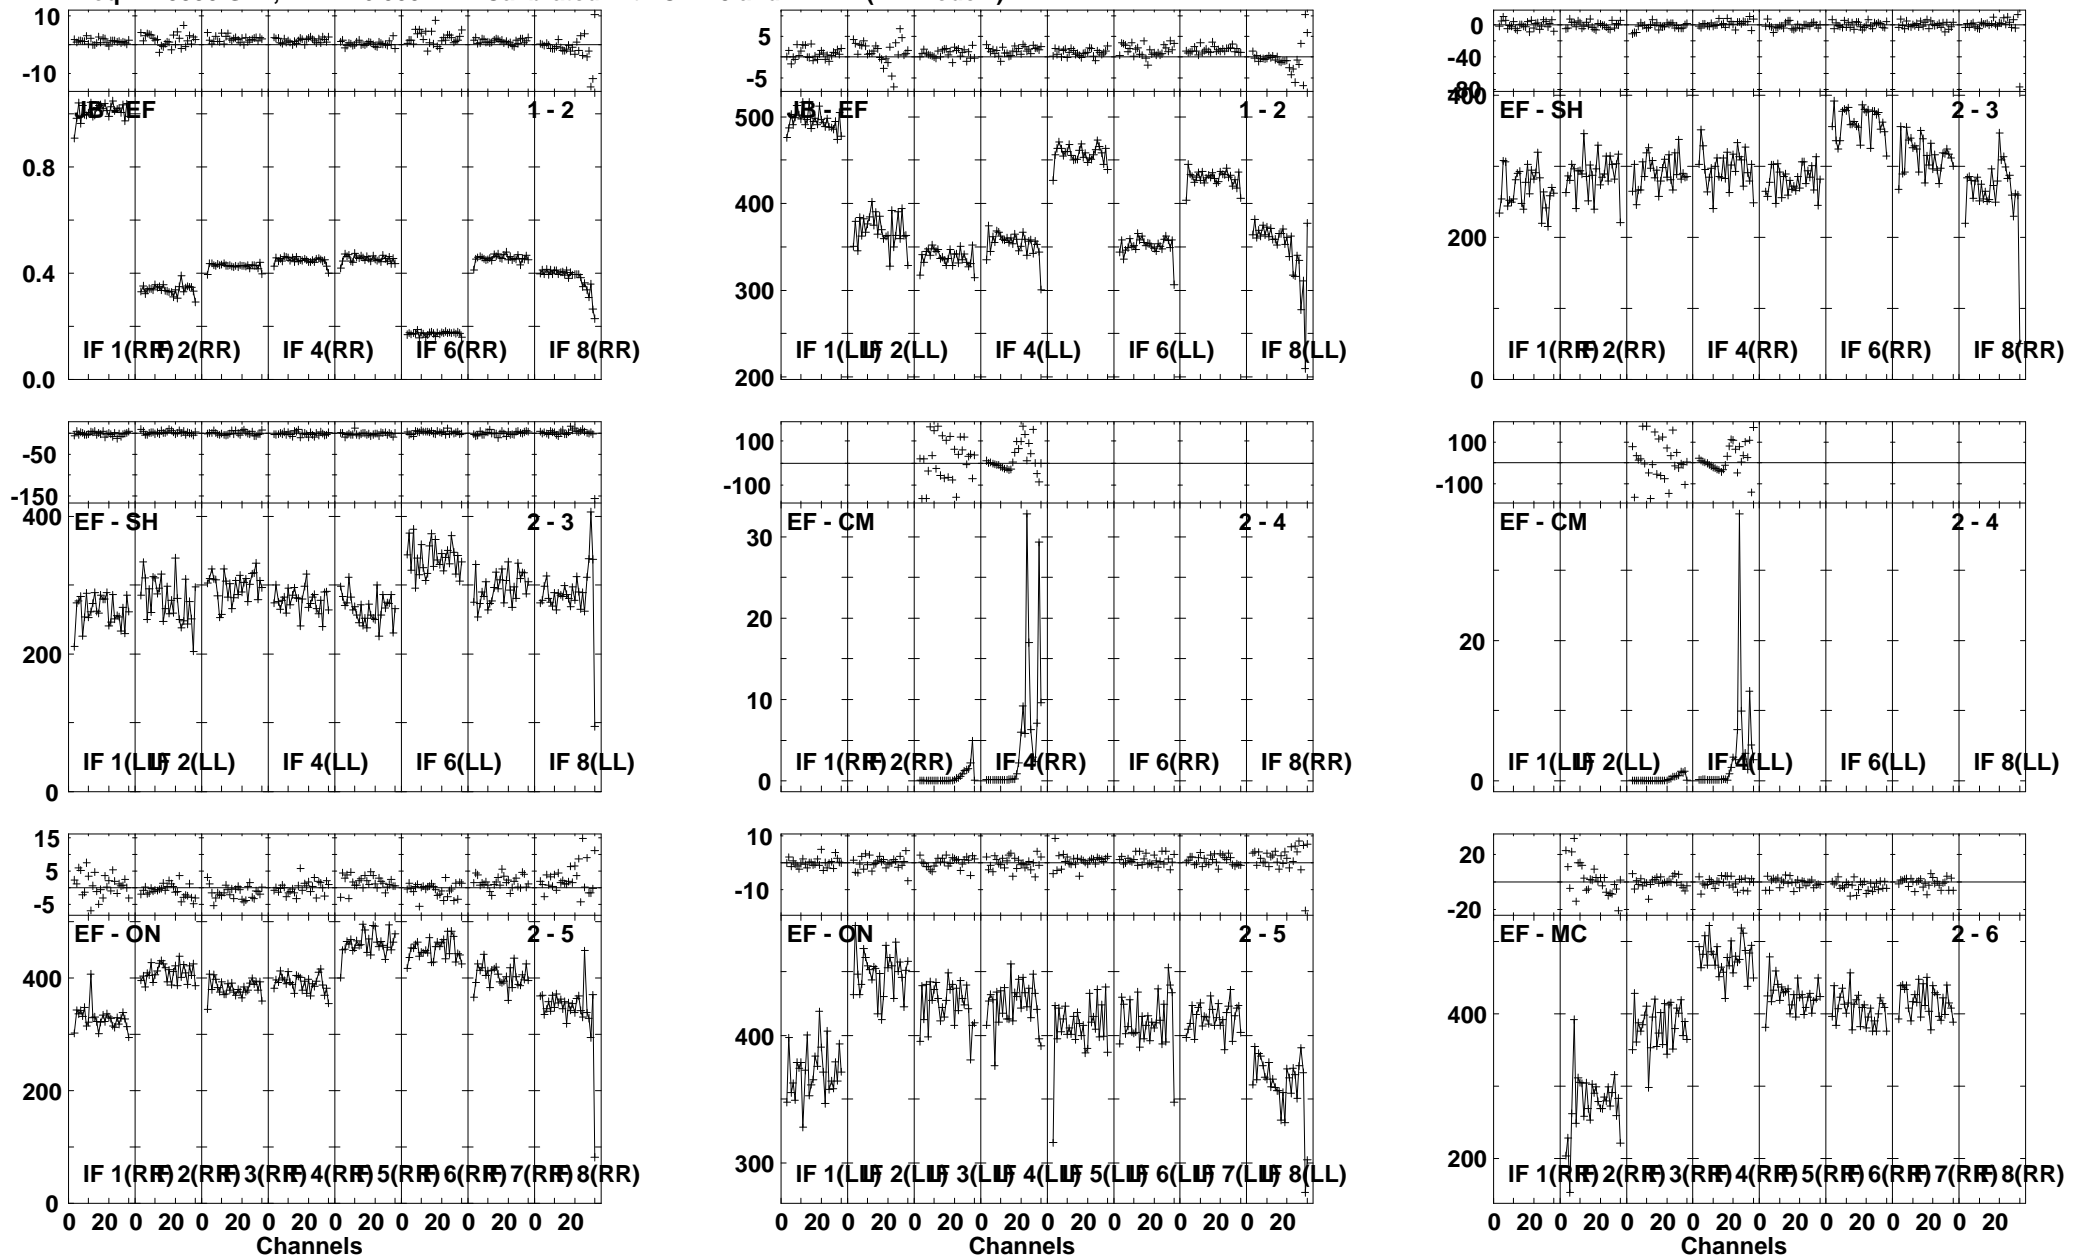 10
-10
JB - EF
1 - 2
0.8
0.4
0.0
IF 1(RR)
IF 2(RR)
IF 4(RR)
IF 6(RR)
IF 8(RR)
5
-5
JB - EF
1 - 2
500
400
300
200
IF 1(LL)
IF 2(LL)
IF 4(LL)
IF 6(LL)
IF 8(LL)
0
-40
-80
EF - SH
2 - 3
400
200
0
IF 1(RR)
IF 2(RR)
IF 4(RR)
IF 6(RR)
IF 8(RR)
-50
-150
EF - SH
2 - 3
400
200
0
IF 1(LL)
IF 2(LL)
IF 4(LL)
IF 6(LL)
IF 8(LL)
100
-100
EF - CM
2 - 4
30
20
10
0
IF 1(RR)
IF 2(RR)
IF 4(RR)
IF 6(RR)
IF 8(RR)
100
-100
EF - CM
2 - 4
20
0
IF 1(LL)
IF 2(LL)
IF 4(LL)
IF 6(LL)
IF 8(LL)
15
5
-5
EF - ON
2 - 5
400
200
0
IF 1(RR)
IF 2(RR)
IF 3(RR)
IF 4(RR)
IF 5(RR)
IF 6(RR)
IF 7(RR)
IF 8(RR)
0 20 0 20 0 20 0 20 0 20 0 20 0 20 0 20
Channels
10
-10
EF - ON
2 - 5
400
300
IF 1(LL)
IF 2(LL)
IF 3(LL)
IF 4(LL)
IF 5(LL)
IF 6(LL)
IF 7(LL)
IF 8(LL)
0 20 0 20 0 20 0 20 0 20 0 20 0 20 0 20
Channels
20
-20
EF - MC
2 - 6
400
200
IF 1(RR)
IF 2(RR)
IF 3(RR)
IF 4(RR)
IF 5(RR)
IF 6(RR)
IF 7(RR)
IF 8(RR)
0 20 0 20 0 20 0 20 0 20 0 20 0 20 0 20
Channels